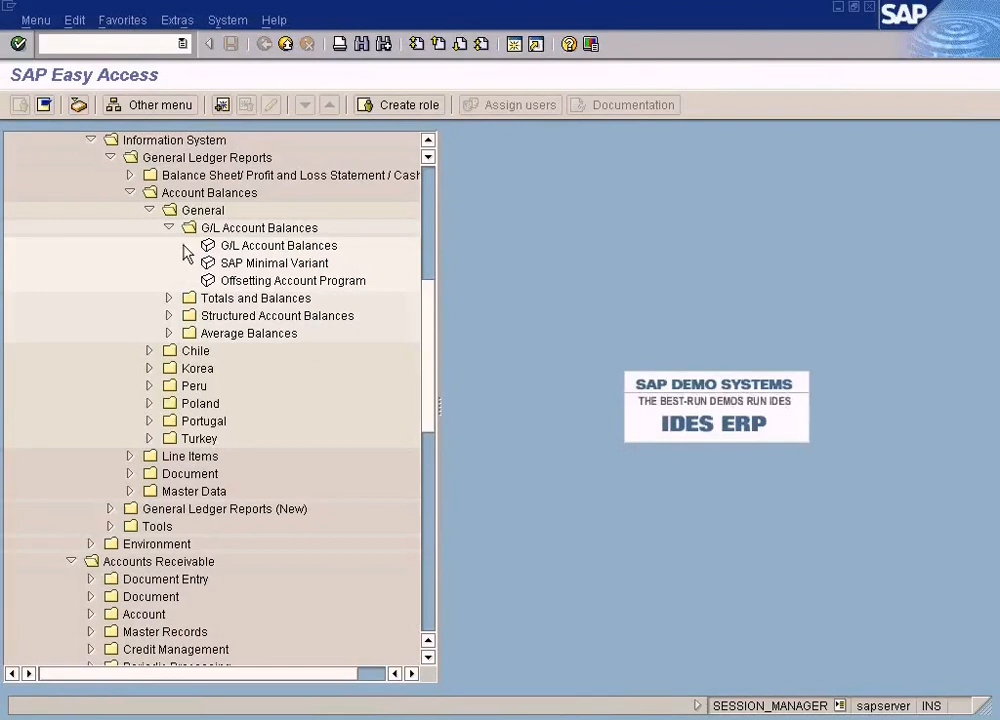 Menu Edit Favorites Extras System Help
SAP
SAP Easy Access
Other menu Create role Assign users Documentation
Information System
General Ledger Reports
Balance Sheet/ Profit and Loss Statement / Cash
Account Balances
General
G/L Account Balances
G/L Account Balances
SAP Minimal Variant
Offsetting Account Program
Totals and Balances
Structured Account Balances
Average Balances
Chile
Korea
Peru
Poland
Portugal
Turkey
Line Items
Document
Master Data
General Ledger Reports (New)
Tools
Environment
Accounts Receivable
Document Entry
Document
Account
Master Records
Credit Management
Periodic Processing
SAP DEMO SYSTEMS
THE BEST-RUN DEMOS RUN IDES
IDES ERP
SESSION_MANAGER sapserver INS